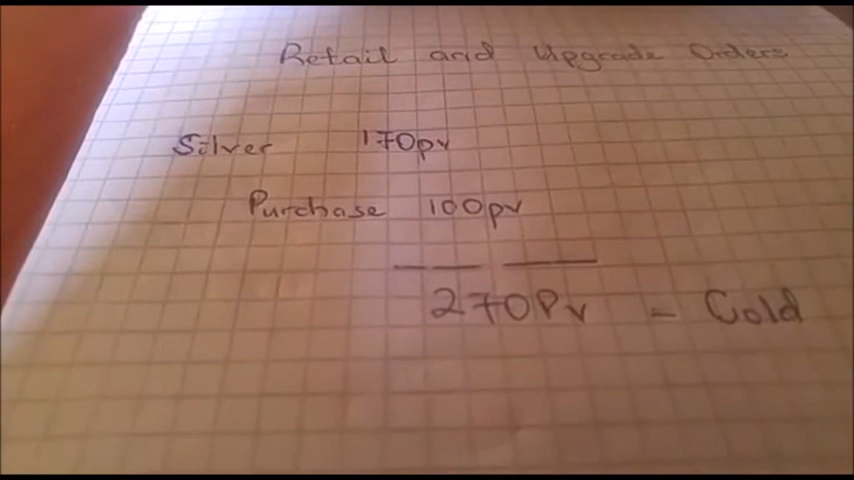 Retail and Upgrade Orders
Silver 170pv
Purchase 100pv
270Pv - Gold